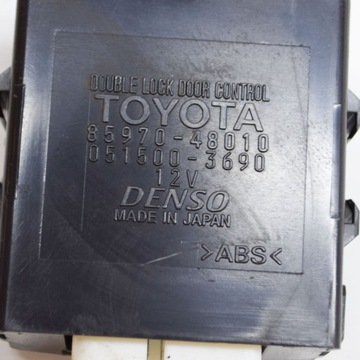 DOUBLE LOCK DOOR CONTROL
TOYOTA
85970-48010
051500-3690
12V
DENSO
MADE IN JAPAN
>ABS<